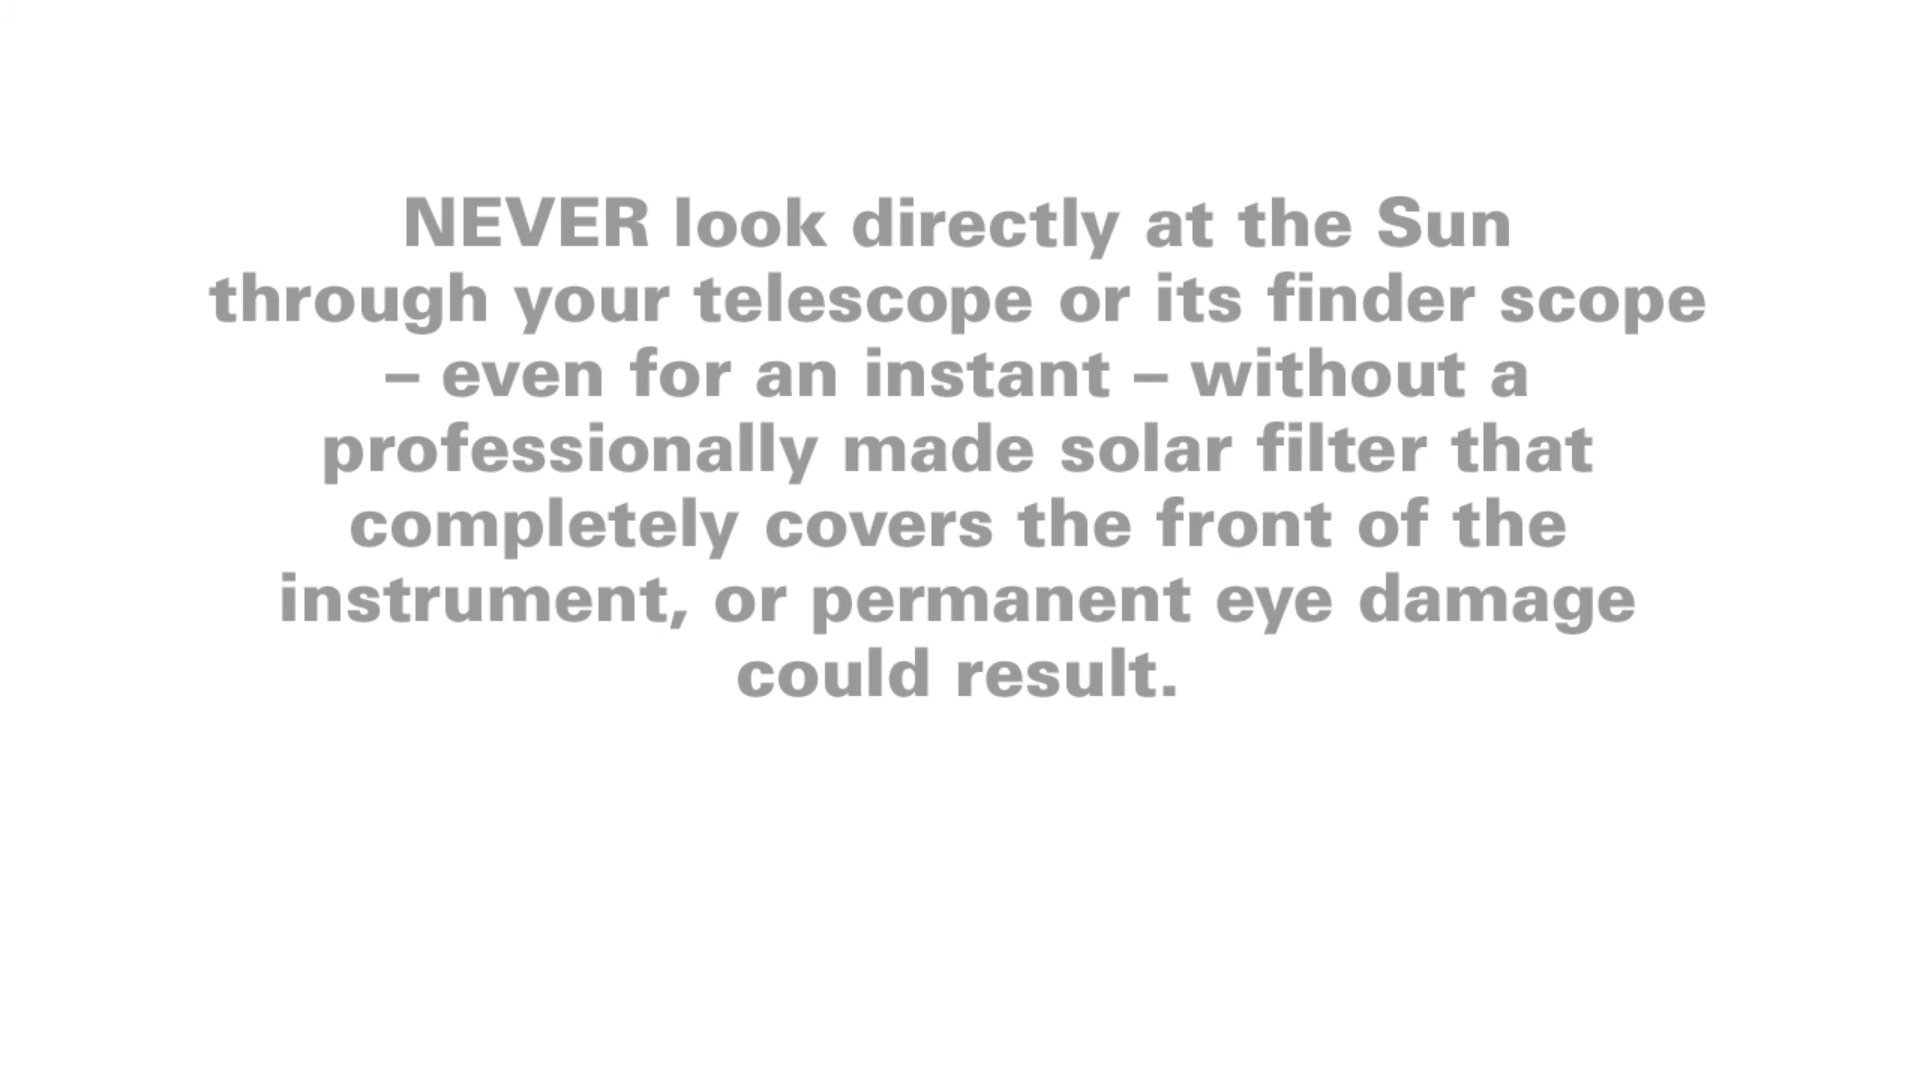 NEVER look directly at the Sun
through your telescope or its finder scope
– even for an instant – without a
professionally made solar filter that
completely covers the front of the
instrument, or permanent eye damage
could result.